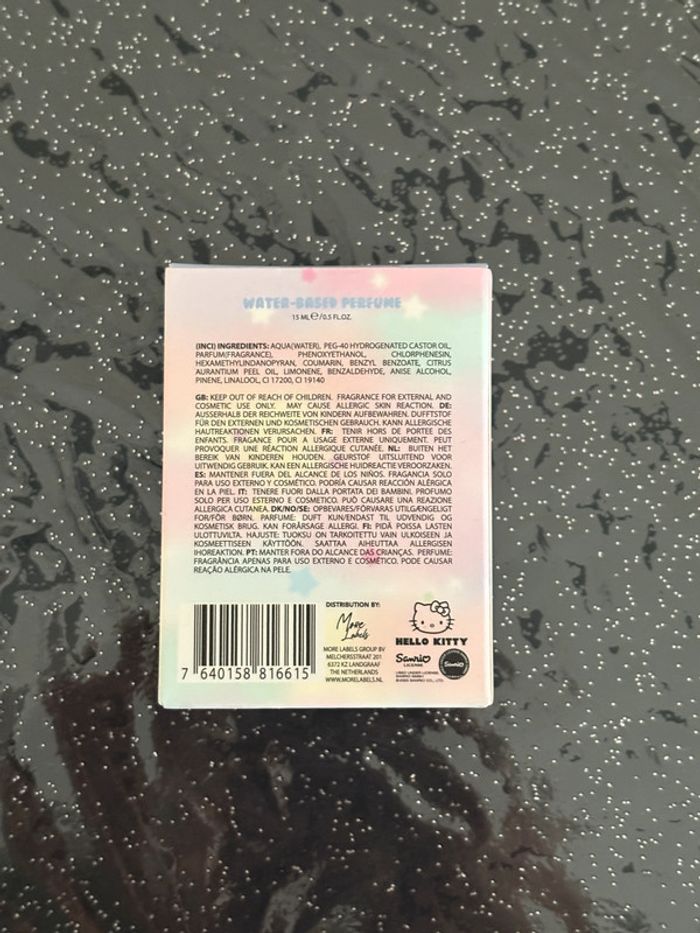 WATER-BASED PERFUME
15 ML ℮/0.5 FL.OZ.
(INCI) INGREDIENTS: AQUA(WATER), PEG-40 HYDROGENATED CASTOR OIL,
PARFUM(FRAGRANCE), PHENOXYETHANOL, CHLORPHENESIN,
HEXAMETHYLINDANOPYRAN, COUMARIN, BENZYL BENZOATE, CITRUS
AURANTIUM PEEL OIL, LIMONENE, BENZALDEHYDE, ANISE ALCOHOL,
PINENE, LINALOOL, CI 17200, CI 19140
GB: KEEP OUT OF REACH OF CHILDREN. FRAGRANCE FOR EXTERNAL AND
COSMETIC USE ONLY. MAY CAUSE ALLERGIC SKIN REACTION. DE:
AUSSERHALB DER REICHWEITE VON KINDERN AUFBEWAHREN. DUFFTSTOF
FÜR DEN EXTERNEN UND KOSMETISCHEN GEBRAUCH. KANN ALLERGISCHE
HAUTREAKTIONEN VERURSACHEN. FR: TENIR HORS DE PORTEE DES
ENFANTS. FRAGANCE POUR A USAGE EXTERNE UNIQUEMENT. PEUT
PROVOQUER UNE RÉACTION ALLERGIQUE CUTANÉE. NL: BUITEN HET
BEREIK VAN KINDEREN HOUDEN. GEURSTOF UITSLUITEND VOOR
UITWENDIG GEBRUIK. KAN EEN ALLERGISCHE HUIDREACTIE VEROORZAKEN.
ES: MANTENER FUERA DEL ALCANCE DE LOS NIÑOS. FRAGANCIA SOLO
PARA USO EXTERNO Y COSMÉTICO. PODRÍA CAUSAR REACCIÓN ALÉRGICA
EN LA PIEL. IT: TENERE FUORI DALLA PORTATA DEI BAMBINI. PROFUMO
SOLO PER USO ESTERNO E COSMETICO. PUÒ CAUSARE UNA REAZIONE
ALLERGICA CUTANEA. DK/NO/SE: OPBEVARES/FÖRVARAS UTILGÆNGELIGT
FOR/FÖR BØRN, PARFUME: DUFT KUN/ENDAST TIL UDVENDIG OG
KOSMETISK BRUG. KAN FORÅRSAGE ALLERGI. FI: PIDÄ POISSA LASTEN
ULOTTUVILTA. HAJUSTE: TUOKSU ON TARKOITETTU VAIN ULKOISEEN JA
KOSMEETTISEEN KÄYTTÖÖN. SAATTAA AIHEUTTAA ALLERGISEN
IHOREAKTION. PT: MANTER FORA DO ALCANCE DAS CRIANÇAS. PERFUME:
FRAGRÂNCIA APENAS PARA USO EXTERNO E COSMÉTICO. PODE CAUSAR
REAÇÃO ALÉRGICA NA PELE.
7 640158 816615
DISTRIBUTION BY:
More
Labels
MORE LABELS GROUP BV
MELCHERSSTRAAT 201
6372 KZ LANDGRAAF
THE NETHERLANDS
WWW.MORELABELS.NL
HELLO KITTY
Sanrio
LICENSE
Sanrio
USED UNDER LICENSE